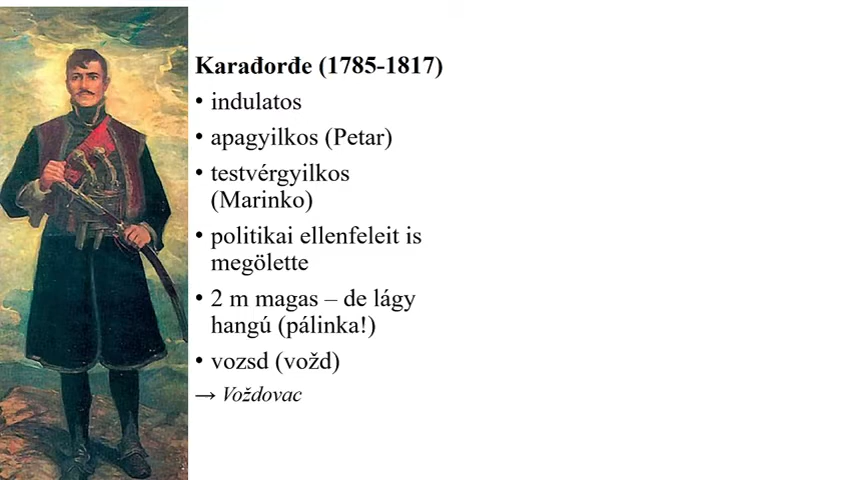 Karađorđe (1785-1817)
• indulatos
• apagyilkos (Petar)
• testvérgyilkos
(Marinko)
• politikai ellenfeleit is
megölette
• 2 m magas – de lágy
hangú (pálinka!)
• vozsd (vožd)
→ Voždovac